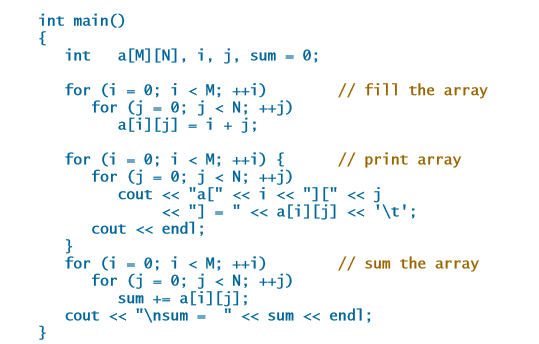 int main()
{
   int   a[M][N], i, j, sum = 0;

   for (i = 0; i < M; ++i)        // fill the array
      for (j = 0; j < N; ++j)
         a[i][j] = i + j;

   for (i = 0; i < M; ++i) {      // print array
      for (j = 0; j < N; ++j)
         cout << "a[" << i << "][" << j
              << "] = " << a[i][j] << '\t';
      cout << endl;
   }
   for (i = 0; i < M; ++i)        // sum the array
      for (j = 0; j < N; ++j)
         sum += a[i][j];
   cout << "\nsum =  " << sum << endl;
}